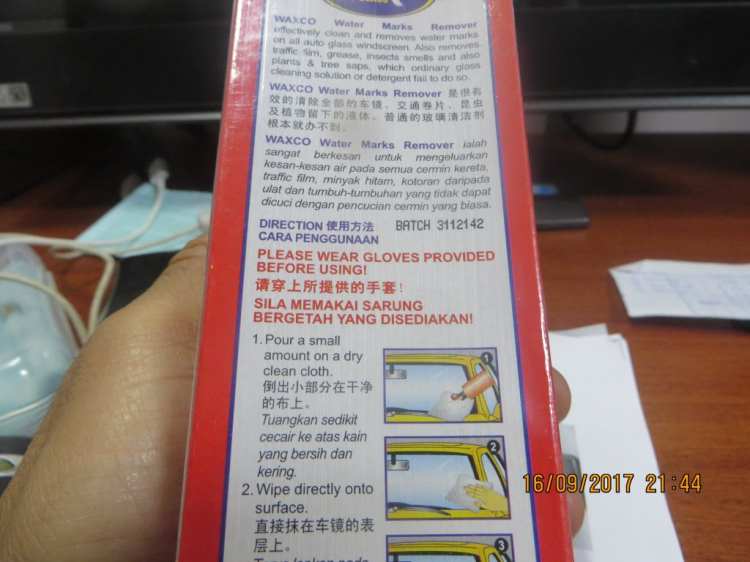 WAXCO Water Marks Remover
effectively clean and removes water marks
on all auto glass windscreen. Also removes
traffic film, grease, insects smells and also
plants & tree saps, which ordinary glass
cleaning solution or detergent fail to do so.
WAXCO Water Marks Remover 是很有
效的清除全部的车镜、交通卷片、昆虫
及植物留下的液体。普通的玻璃清洁剂
根本就办不到.
WAXCO Water Marks Remover ialah
sangat berkesan untuk mengeluarkan
kesan-kesan air pada semua cermin kereta,
traffic film, minyak hitam, kotoran daripada
ulat dan tumbuh-tumbuhan yang tidak dapat
dicuci dengan pencucian cermin yang biasa.
DIRECTION 使用方法 BATCH 3112142
CARA PENGGUNAAN
PLEASE WEAR GLOVES PROVIDED
BEFORE USING!
请穿上所提供的手套!
SILA MEMAKAI SARUNG
BERGETAH YANG DISEDIAKAN!
1. Pour a small
amount on a dry
clean cloth.
倒出小部分在干净
的布上。
Tuangkan sedikit
cecair ke atas kain
yang bersih dan
kering.
2. Wipe directly onto
surface.
直接抹在车镜的表
层上。
1
2
3
16/09/2017 21:44